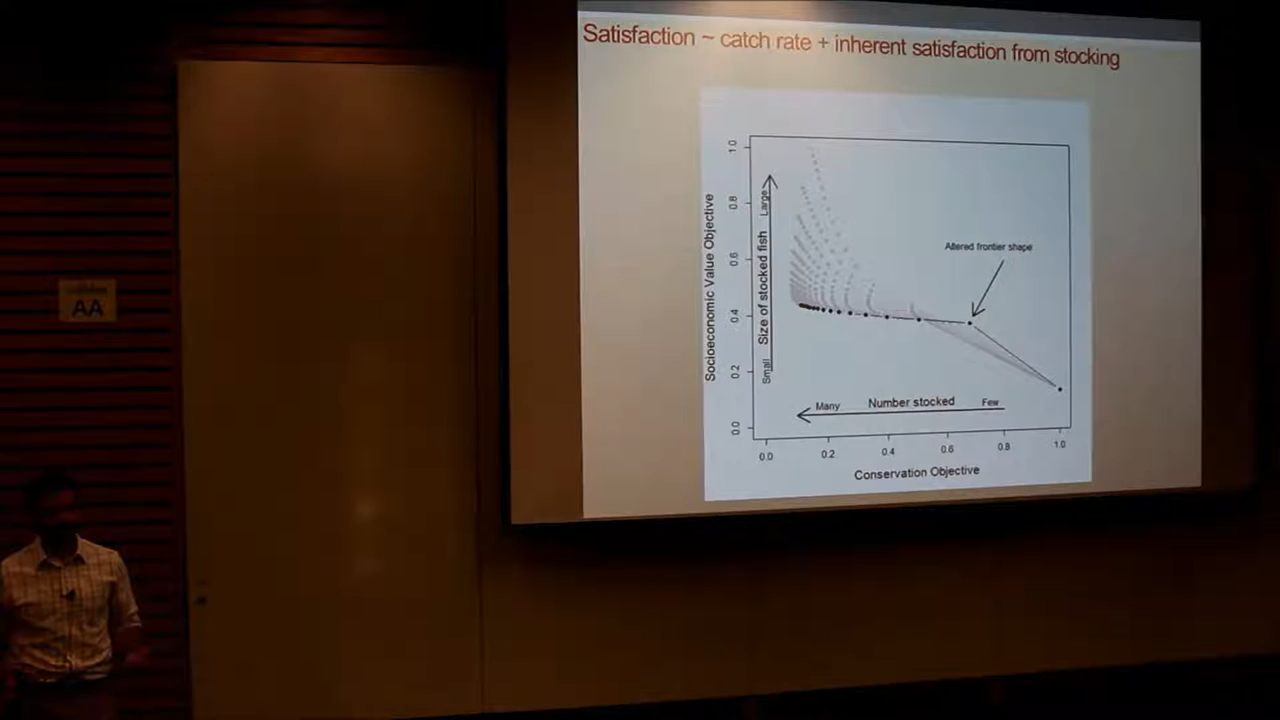 Satisfaction ~ catch rate + inherent satisfaction from stocking
Socioeconomic Value Objective
1.0
0.8
0.6
0.4
0.2
0.0
Small Size of stocked fish Large
Altered frontier shape
Many Number stocked Few
0.0 0.2 0.4 0.6 0.8 1.0
Conservation Objective
AA